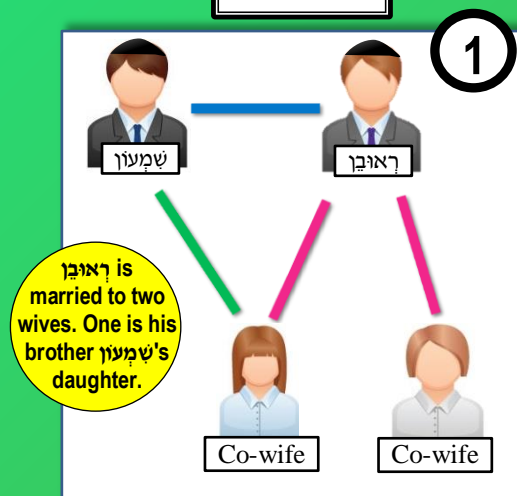 1
שִׁמְעוֹן
רְאוּבֵן
רְאוּבֵן is
married to two
wives. One is his
brother שִׁמְעוֹן's
daughter.
Co-wife
Co-wife